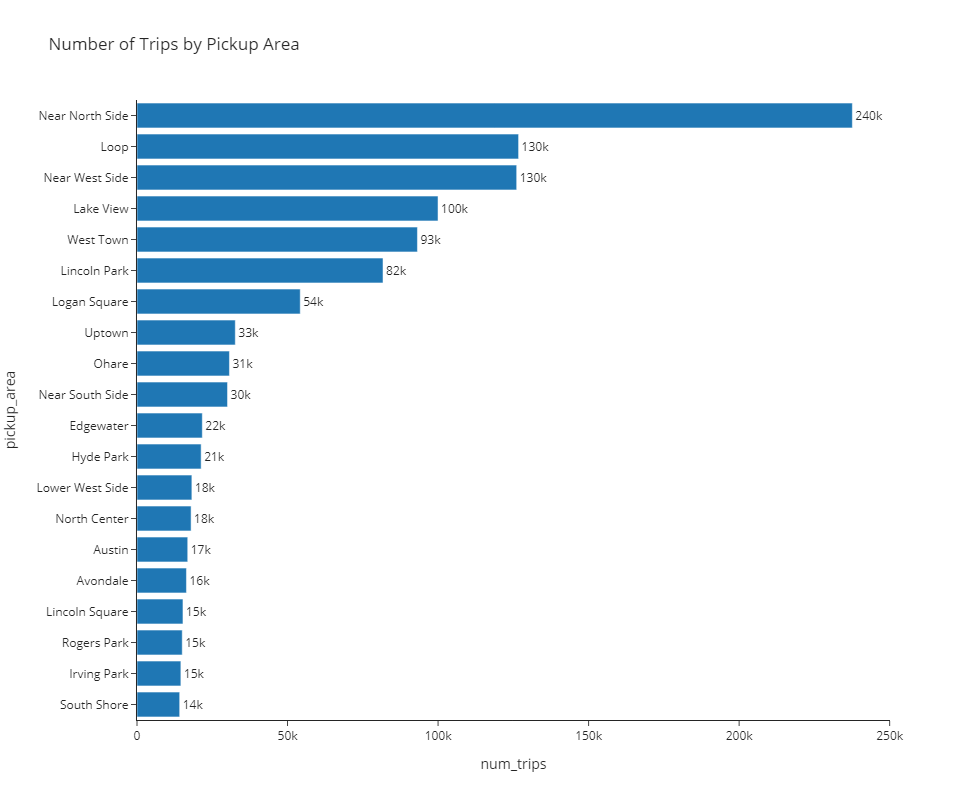 Number of Trips by Pickup Area
Near North Side 240k
Loop 130k
Near West Side 130k
Lake View 100k
West Town 93k
Lincoln Park 82k
Logan Square 54k
Uptown 33k
Ohare 31k
Near South Side 30k
Edgewater 22k
Hyde Park 21k
Lower West Side 18k
North Center 18k
Austin 17k
Avondale 16k
Lincoln Square 15k
Rogers Park 15k
Irving Park 15k
South Shore 14k
0 50k 100k 150k 200k 250k
num_trips
pickup_area